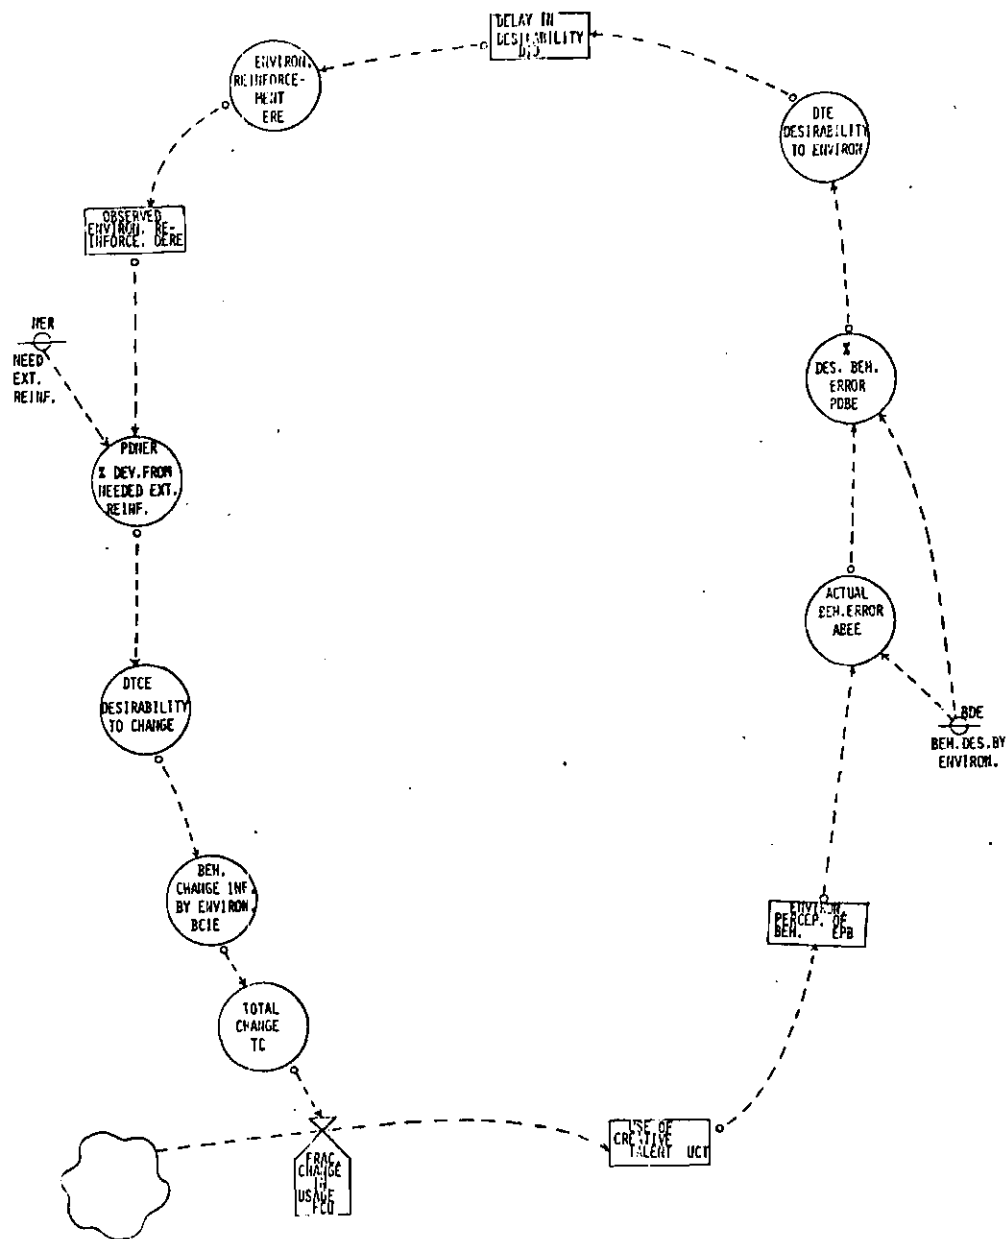 DELAY IN
DESIRABILITY
ENVIRON.
REINFORCE-
MENT
ERE
DTE
DESIRABILITY
TO ENVIRON
OBSERVED
ENVIRON. RE-
INFORCE. OERE
NER
NEED
EXT.
REINF.
%
DES. BEH.
ERROR
PDBE
PDNER
% DEV.FROM
NEEDED EXT.
REINF.
ACTUAL
BEH.ERROR
ABEE
DTCE
DESIRABILITY
TO CHANGE
BDE
BEH.DES.BY
ENVIRON.
BEH.
CHANGE INF.
BY ENVIRON.
BCIE
ENVIRON.
PERCEP. OF
BEH. EPB
TOTAL
CHANGE
TC
USE OF
CREATIVE
TALENT UCT
FRAC.
CHANGE
IN
USAGE